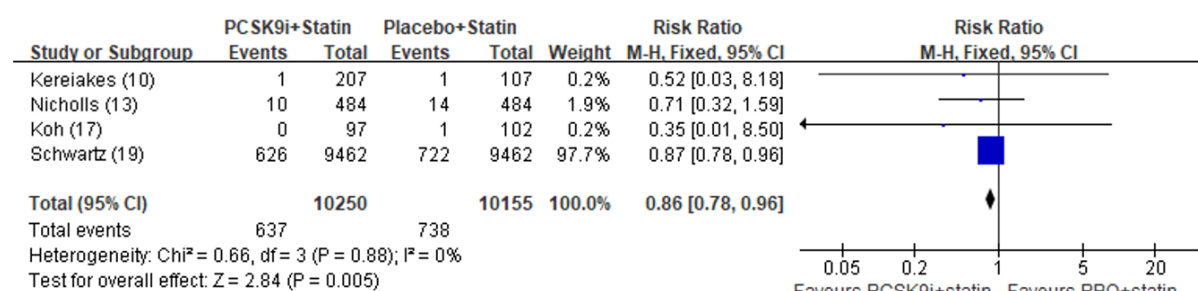 PCSK9i+Statin Placebo+Statin Risk Ratio Risk Ratio
Study or Subgroup Events Total Events Total Weight M-H, Fixed, 95% CI M-H, Fixed, 95% CI
Kereiakes (10) 1 207 1 107 0.2% 0.52 [0.03, 8.18]
Nicholls (13) 10 484 14 484 1.9% 0.71 [0.32, 1.59]
Koh (17) 0 97 1 102 0.2% 0.35 [0.01, 8.50]
Schwartz (19) 626 9462 722 9462 97.7% 0.87 [0.78, 0.96]
Total (95% CI) 10250 10155 100.0% 0.86 [0.78, 0.96]
Total events 637 738
Heterogeneity: Chi² = 0.66, df = 3 (P = 0.88); I² = 0%
Test for overall effect: Z = 2.84 (P = 0.005)
0.05 0.2 1 5 20
Favours PCSK9i+statin Favours PBO+statin